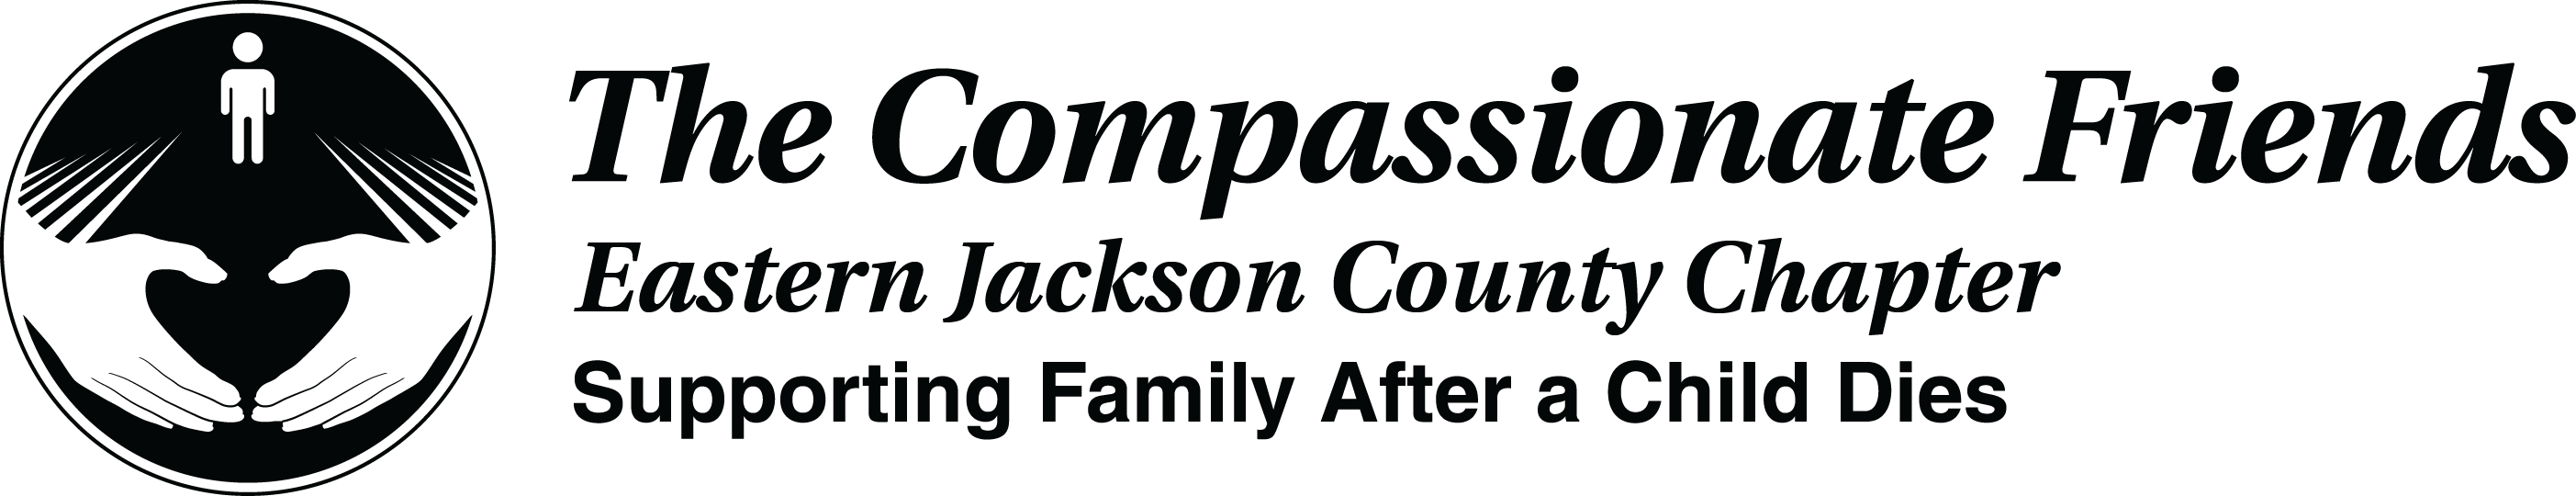 The Compassionate Friends
Eastern Jackson County Chapter
Supporting Family After a Child Dies